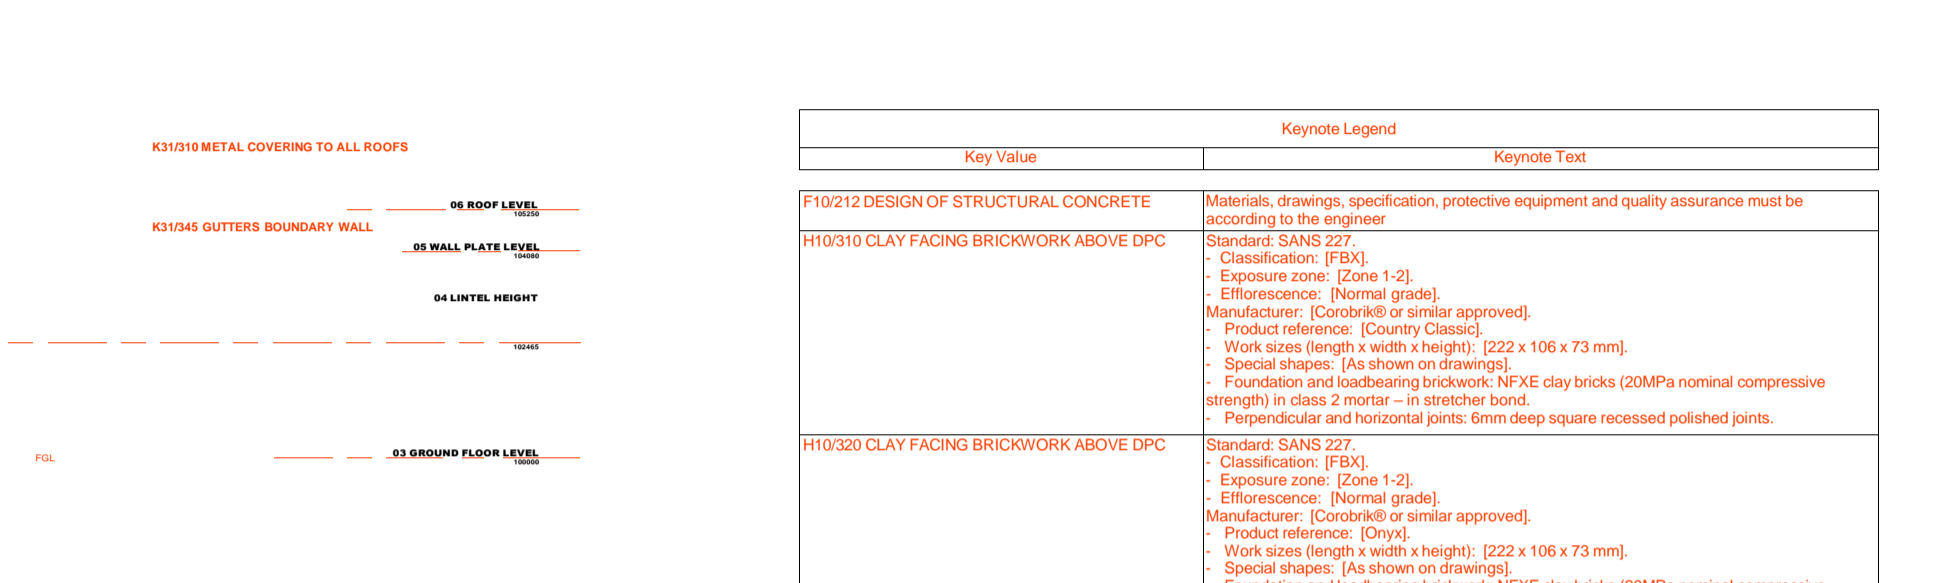 K31/310 METAL COVERING TO ALL ROOFS
06 ROOF LEVEL
105250
K31/345 GUTTERS BOUNDARY WALL
05 WALL PLATE LEVEL
104080
04 LINTEL HEIGHT
102465
03 GROUND FLOOR LEVEL
100000
FGL
Keynote Legend
Key Value
Keynote Text
F10/212 DESIGN OF STRUCTURAL CONCRETE
Materials, drawings, specification, protective equipment and quality assurance must be
according to the engineer
H10/310 CLAY FACING BRICKWORK ABOVE DPC
Standard: SANS 227.
- Classification: [FBX].
- Exposure zone: [Zone 1-2].
- Efflorescence: [Normal grade].
Manufacturer: [Corobrik® or similar approved].
- Product reference: [Country Classic].
- Work sizes (length x width x height): [222 x 106 x 73 mm].
- Special shapes: [As shown on drawings].
- Foundation and loadbearing brickwork: NFXE clay bricks (20MPa nominal compressive
strength) in class 2 mortar – in stretcher bond.
- Perpendicular and horizontal joints: 6mm deep square recessed polished joints.
H10/320 CLAY FACING BRICKWORK ABOVE DPC
Standard: SANS 227.
- Classification: [FBX].
- Exposure zone: [Zone 1-2].
- Efflorescence: [Normal grade].
Manufacturer: [Corobrik® or similar approved].
- Product reference: [Onyx].
- Work sizes (length x width x height): [222 x 106 x 73 mm].
- Special shapes: [As shown on drawings].